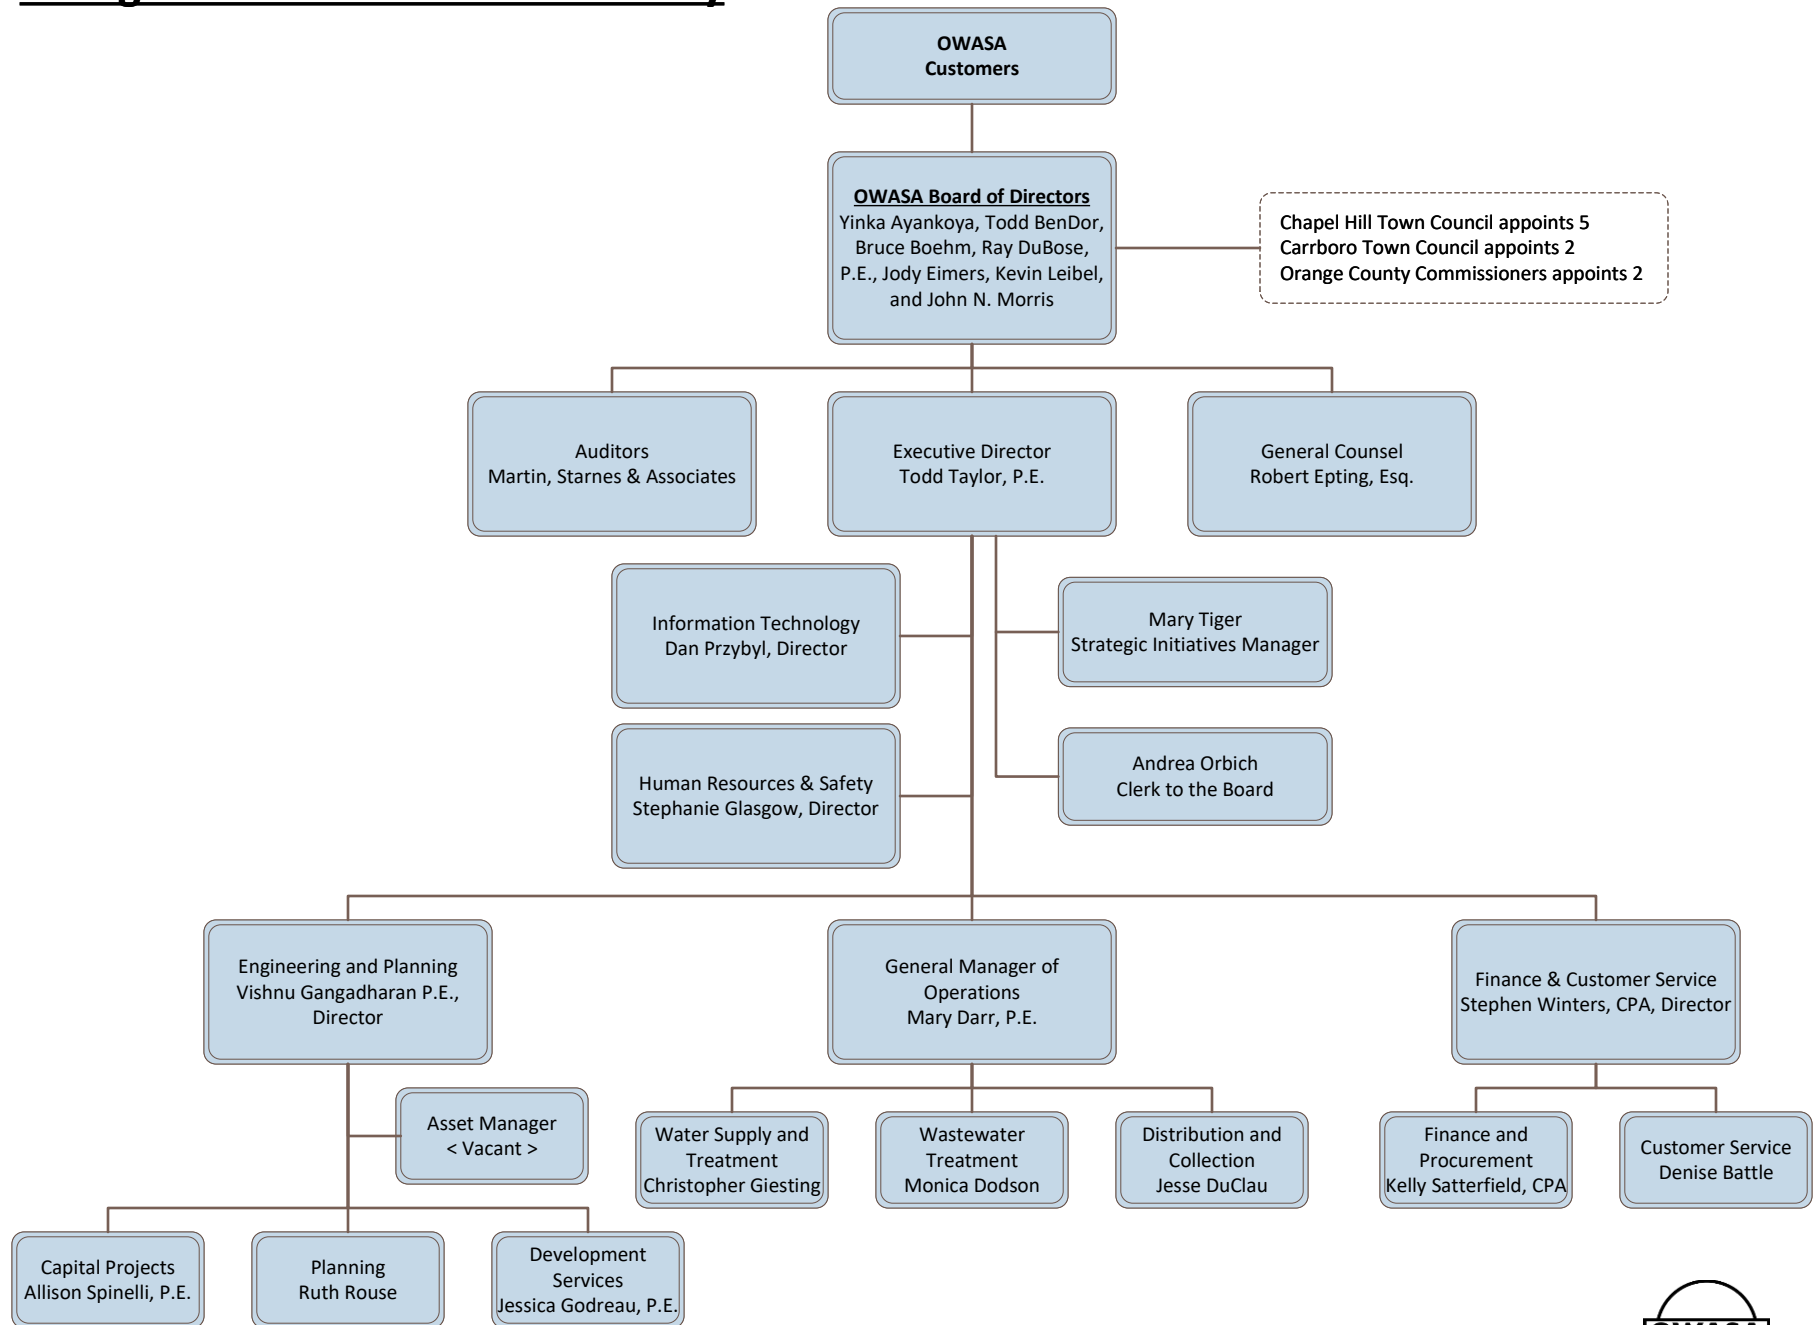 OWASA
Customers
OWASA Board of Directors
Yinka Ayankoya, Todd BenDor,
Bruce Boehm, Ray DuBose,
P.E., Jody Eimers, Kevin Leibel,
and John N. Morris
Chapel Hill Town Council appoints 5
Carrboro Town Council appoints 2
Orange County Commissioners appoints 2
Auditors
Martin, Starnes & Associates
Executive Director
Todd Taylor, P.E.
General Counsel
Robert Epting, Esq.
Information Technology
Dan Przybyl, Director
Mary Tiger
Strategic Initiatives Manager
Human Resources & Safety
Stephanie Glasgow, Director
Andrea Orbich
Clerk to the Board
Engineering and Planning
Vishnu Gangadharan P.E.,
Director
General Manager of
Operations
Mary Darr, P.E.
Finance & Customer Service
Stephen Winters, CPA, Director
Asset Manager
< Vacant >
Water Supply and
Treatment
Christopher Giesting
Wastewater
Treatment
Monica Dodson
Distribution and
Collection
Jesse DuClau
Finance and
Procurement
Kelly Satterfield, CPA
Customer Service
Denise Battle
Capital Projects
Allison Spinelli, P.E.
Planning
Ruth Rouse
Development
Services
Jessica Godreau, P.E.
OWASA